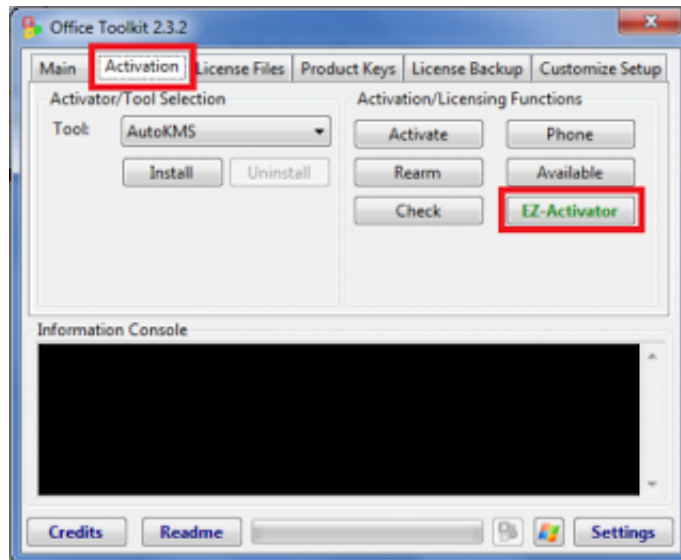 Office Toolkit 2.3.2
Main Activation License Files Product Keys License Backup Customize Setup
Activator/Tool Selection
Tool: AutoKMS
Install Uninstall
Activation/Licensing Functions
Activate Phone
Rearm Available
Check EZ-Activator
Information Console
Credits Readme Settings